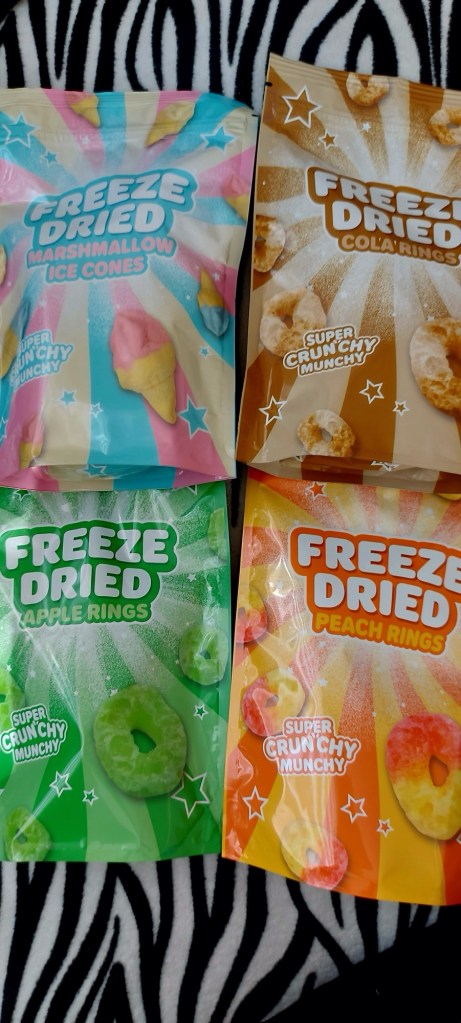 FREEZE
DRIED
MARSHMALLOW
ICE CONES
SUPER
CRUNCHY
MUNCHY
FREEZE
DRIED
COLA RINGS
SUPER
CRUNCHY
MUNCHY
FREEZE
DRIED
APPLE RINGS
SUPER
CRUNCHY
MUNCHY
FREEZE
DRIED
PEACH RINGS
SUPER
CRUNCHY
MUNCHY